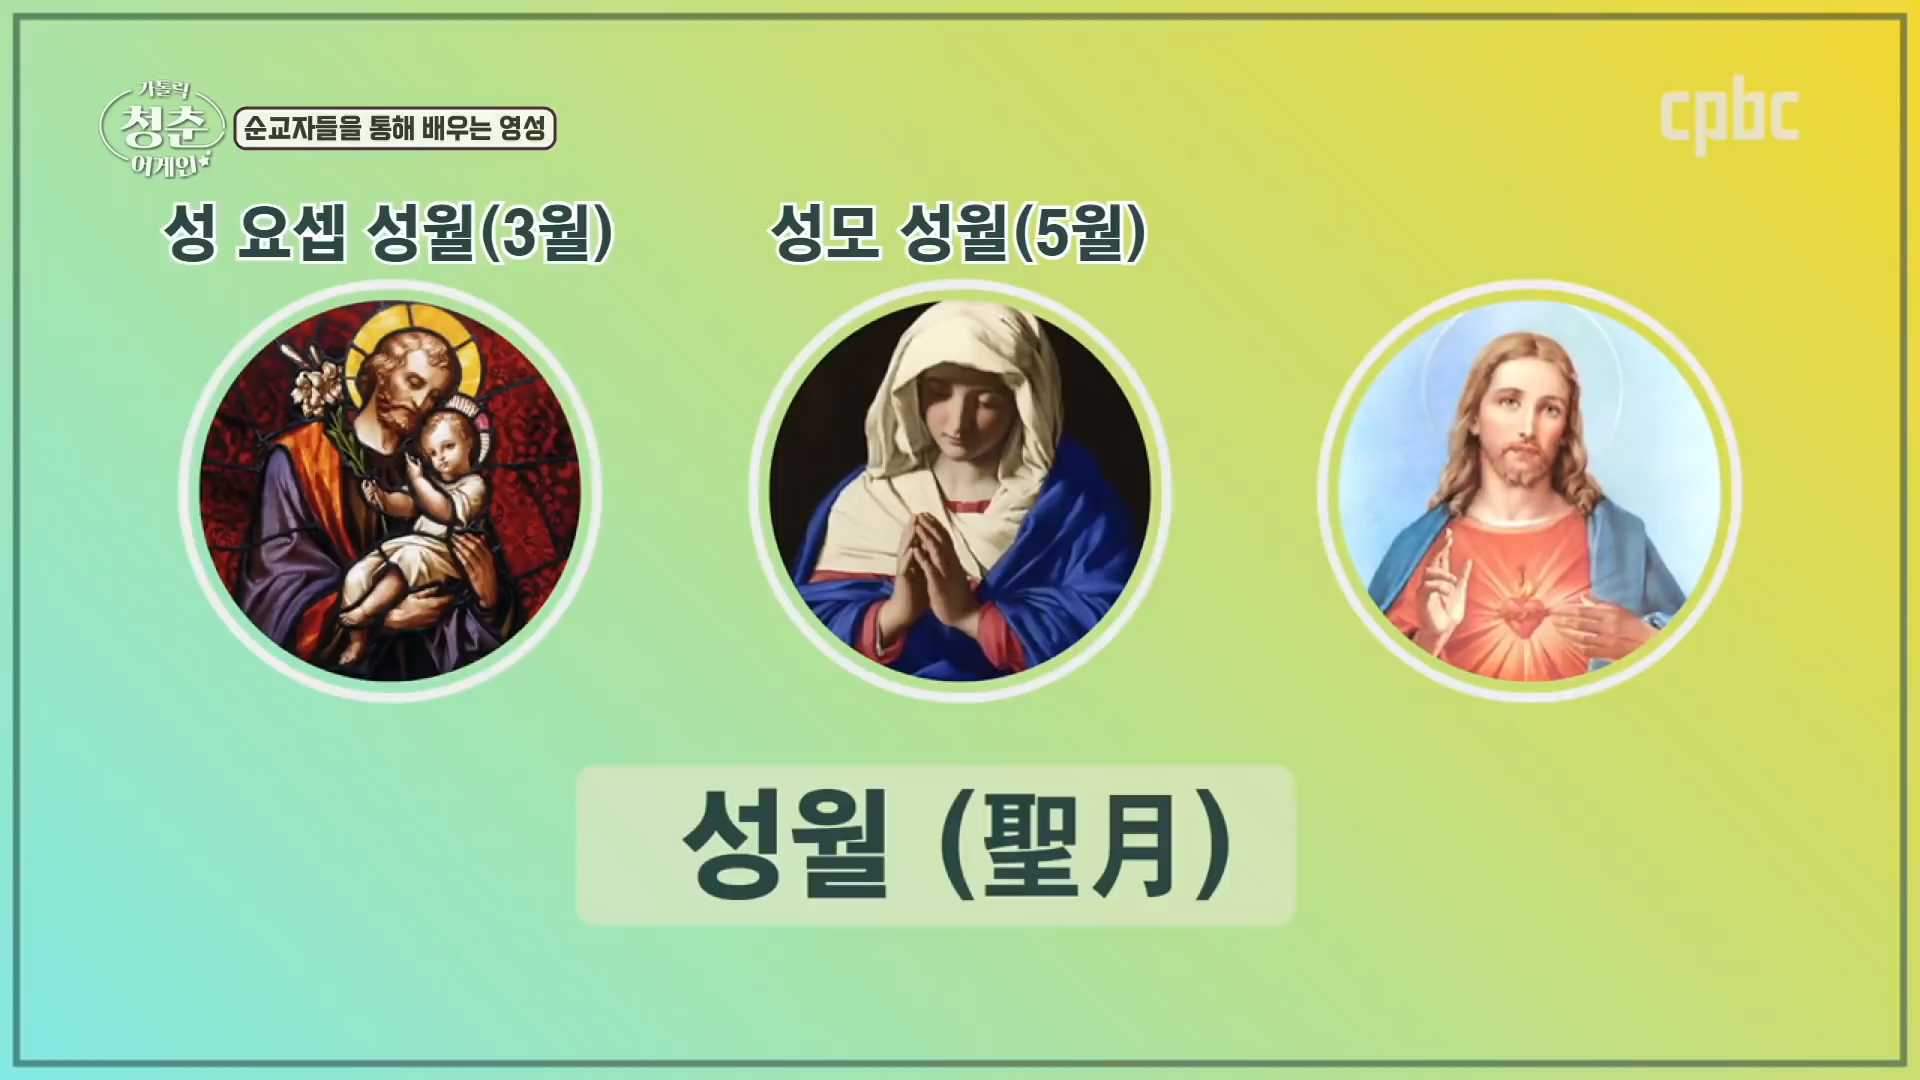 가톨릭
청춘
어게인
순교자들을 통해 배우는 영성
cpbc
성 요셉 성월(3월)
성모 성월(5월)
성월 (聖月)